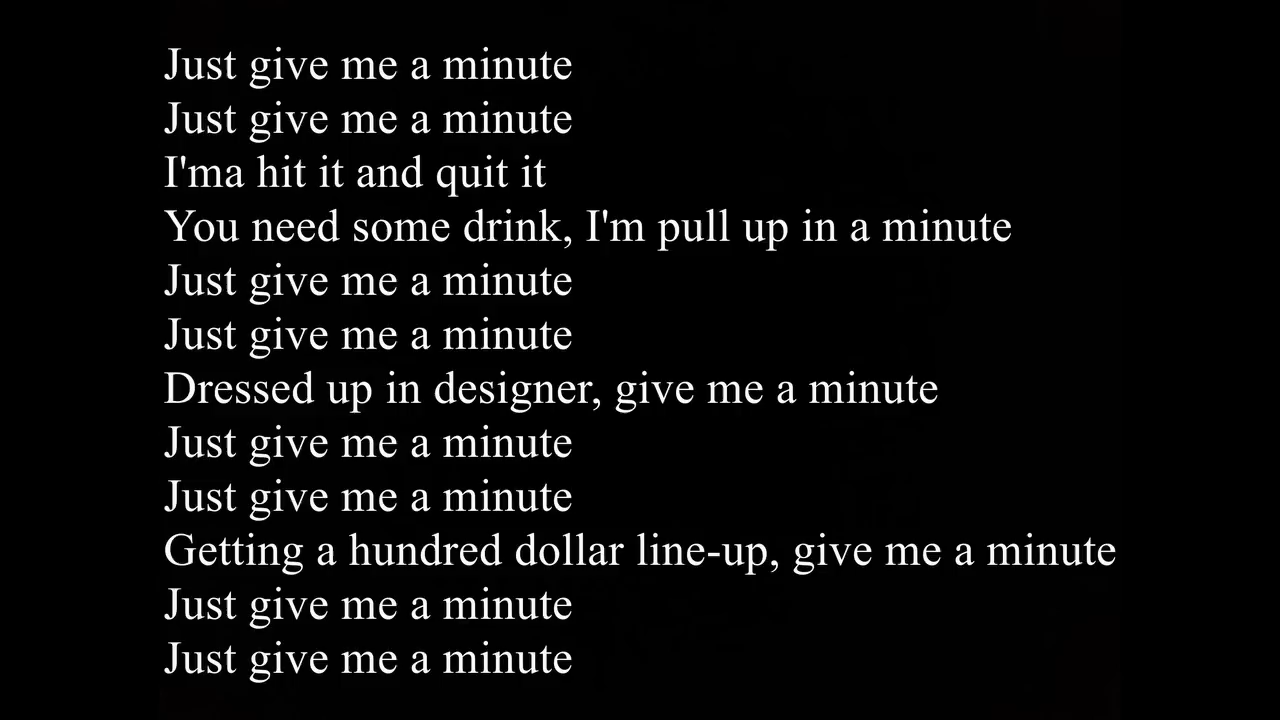 Just give me a minute
Just give me a minute
I'ma hit it and quit it
You need some drink, I'm pull up in a minute
Just give me a minute
Just give me a minute
Dressed up in designer, give me a minute
Just give me a minute
Just give me a minute
Getting a hundred dollar line-up, give me a minute
Just give me a minute
Just give me a minute